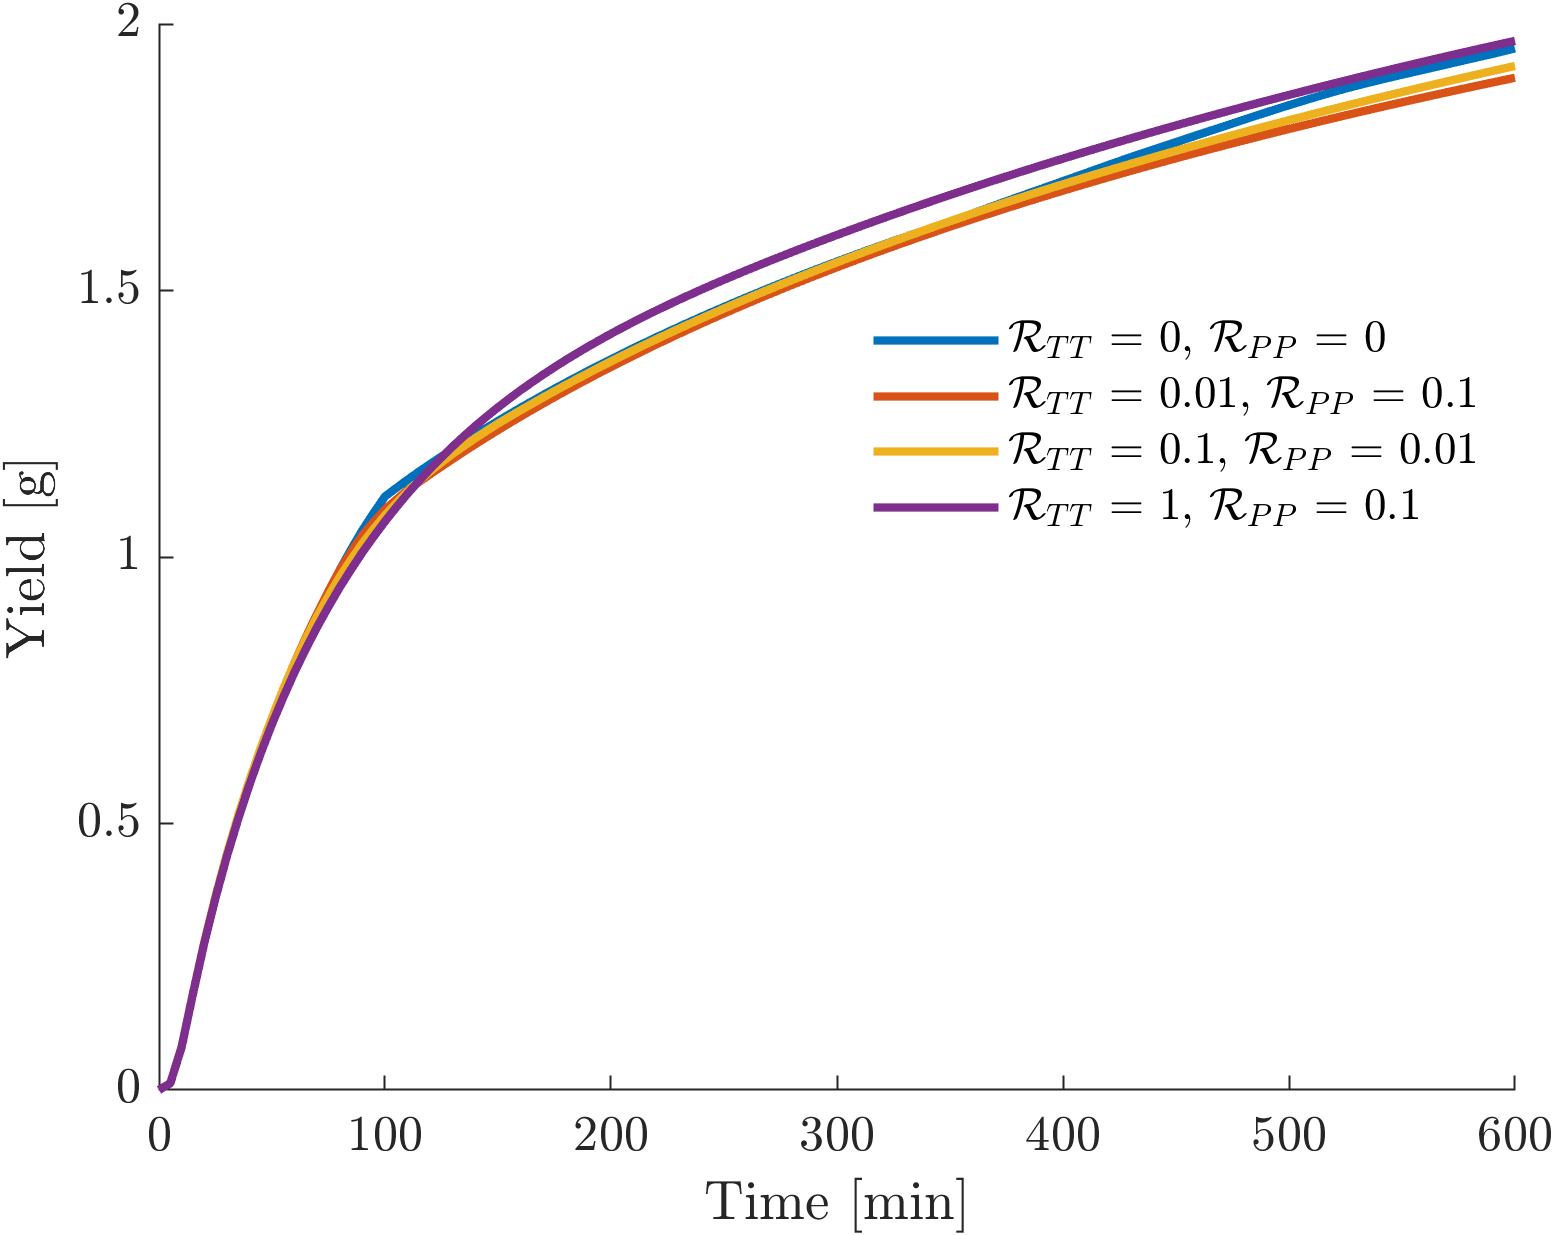 2
1.5
1
0.5
0
0 100 200 300 400 500 600
Yield [g]
Time [min]
ℛ_TT = 0, ℛ_PP = 0
ℛ_TT = 0.01, ℛ_PP = 0.1
ℛ_TT = 0.1, ℛ_PP = 0.01
ℛ_TT = 1, ℛ_PP = 0.1